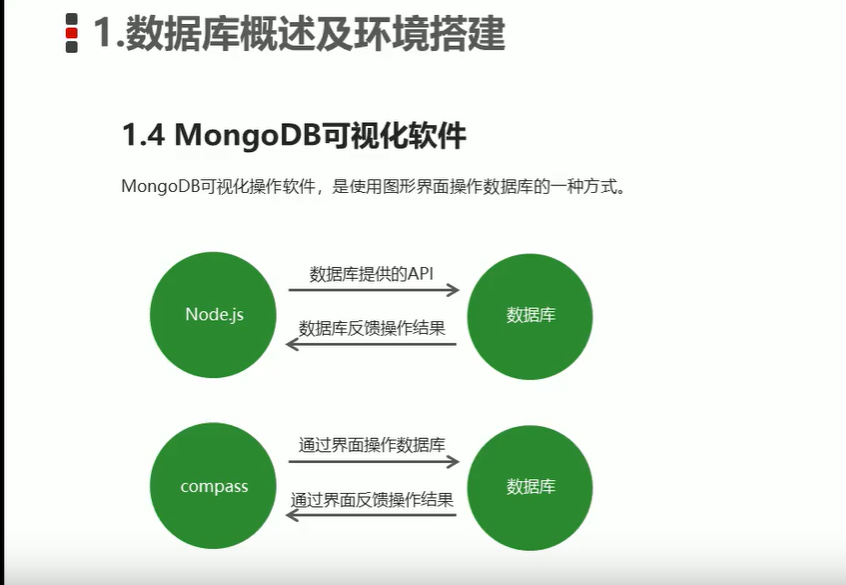 1.数据库概述及环境搭建
1.4 MongoDB可视化软件
MongoDB可视化操作软件，是使用图形界面操作数据库的一种方式。
数据库提供的API
Node.js
数据库
数据库反馈操作结果
通过界面操作数据库
compass
数据库
通过界面反馈操作结果